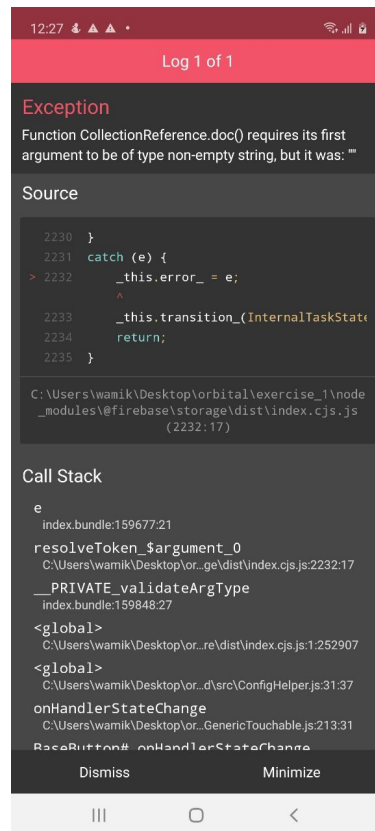 12:27
Log 1 of 1
Exception
Function CollectionReference.doc() requires its first
argument to be of type non-empty string, but it was: ""
Source
2230 }
2231 catch (e) {
> 2232 _this.error_ = e;
^
2233 _this.transition_(InternalTaskState
2234 return;
2235 }
C:\Users\wamik\Desktop\orbital\exercise_1\node
_modules\@firebase\storage\dist\index.cjs.js
(2232:17)
Call Stack
e
index.bundle:159677:21
resolveToken_$argument_0
C:\Users\wamik\Desktop\or...ge\dist\index.cjs.js:2232:17
__PRIVATE_validateArgType
index.bundle:159848:27
<global>
C:\Users\wamik\Desktop\or...re\dist\index.cjs.js:1:252907
<global>
C:\Users\wamik\Desktop\or...d\src\ConfigHelper.js:31:37
onHandlerStateChange
C:\Users\wamik\Desktop\or...GenericTouchable.js:213:31
BaseButton#_onHandlerStateChange
Dismiss Minimize